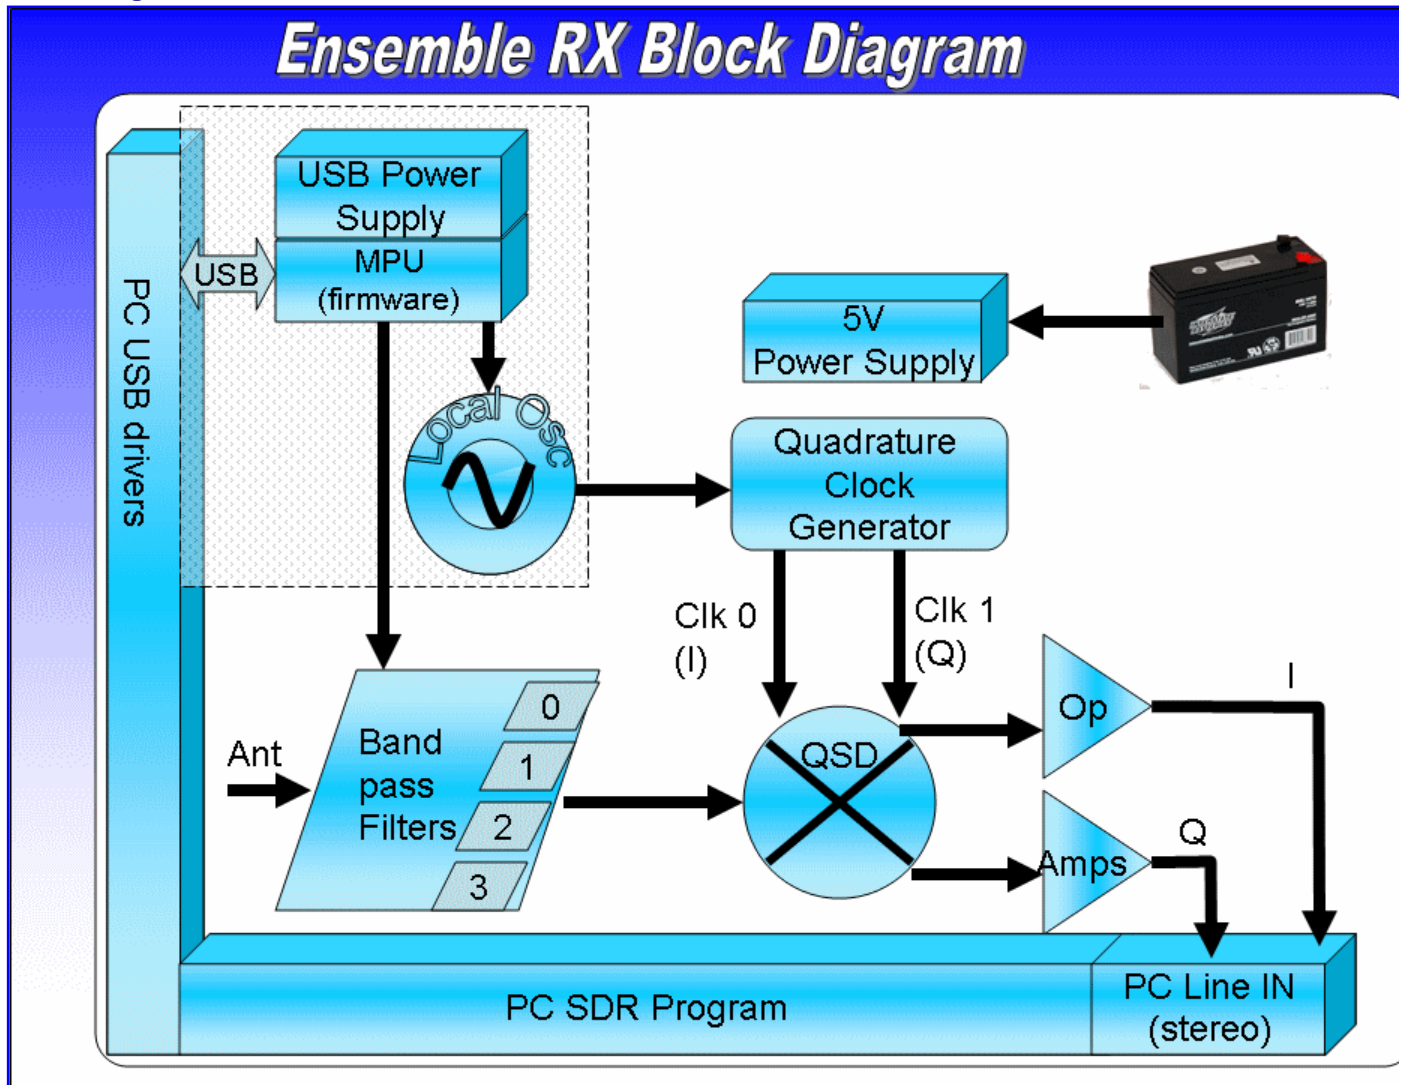 Ensemble RX Block Diagram
USB Power
Supply
MPU
(firmware)
USB
PC USB drivers
Local Osc
5V
Power Supply
Quadrature
Clock
Generator
Clk 0
(I)
Clk 1
(Q)
Ant
Band
pass
Filters
0
1
2
3
QSD
Op
Amps
I
Q
PC SDR Program
PC Line IN
(stereo)